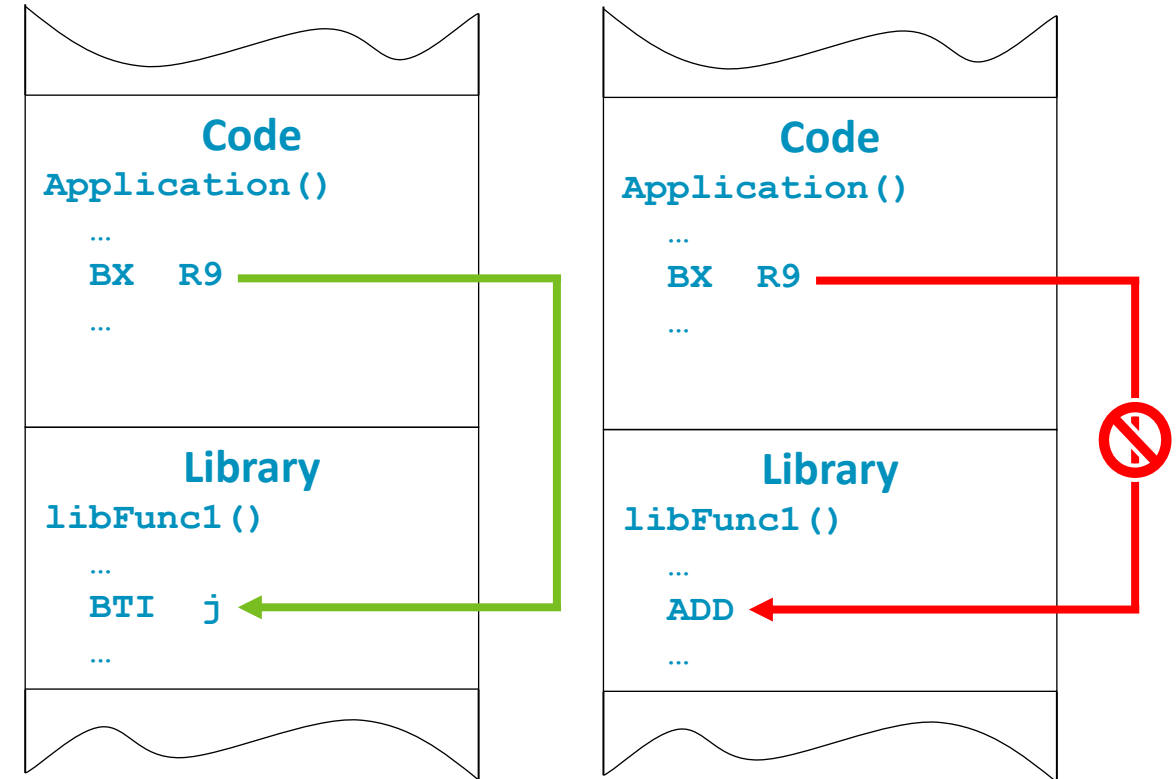 Code
Application()
…
BX R9
…
Library
libFunc1()
…
BTI j
…
Code
Application()
…
BX R9
…
Library
libFunc1()
…
ADD
…